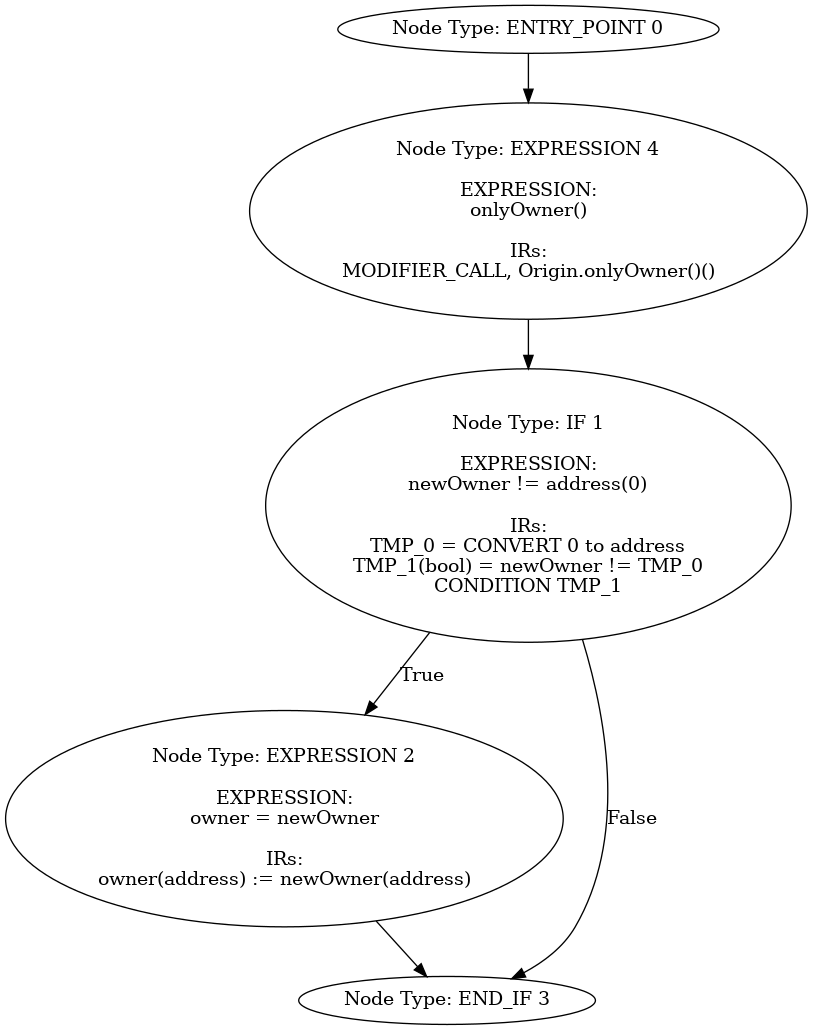 Node Type: ENTRY_POINT 0
Node Type: EXPRESSION 4
EXPRESSION:
onlyOwner()
IRs:
MODIFIER_CALL, Origin.onlyOwner()()
Node Type: IF 1
EXPRESSION:
newOwner != address(0)
IRs:
TMP_0 = CONVERT 0 to address
TMP_1(bool) = newOwner != TMP_0
CONDITION TMP_1
True
Node Type: EXPRESSION 2
EXPRESSION:
owner = newOwner
IRs:
owner(address) := newOwner(address)
False
Node Type: END_IF 3